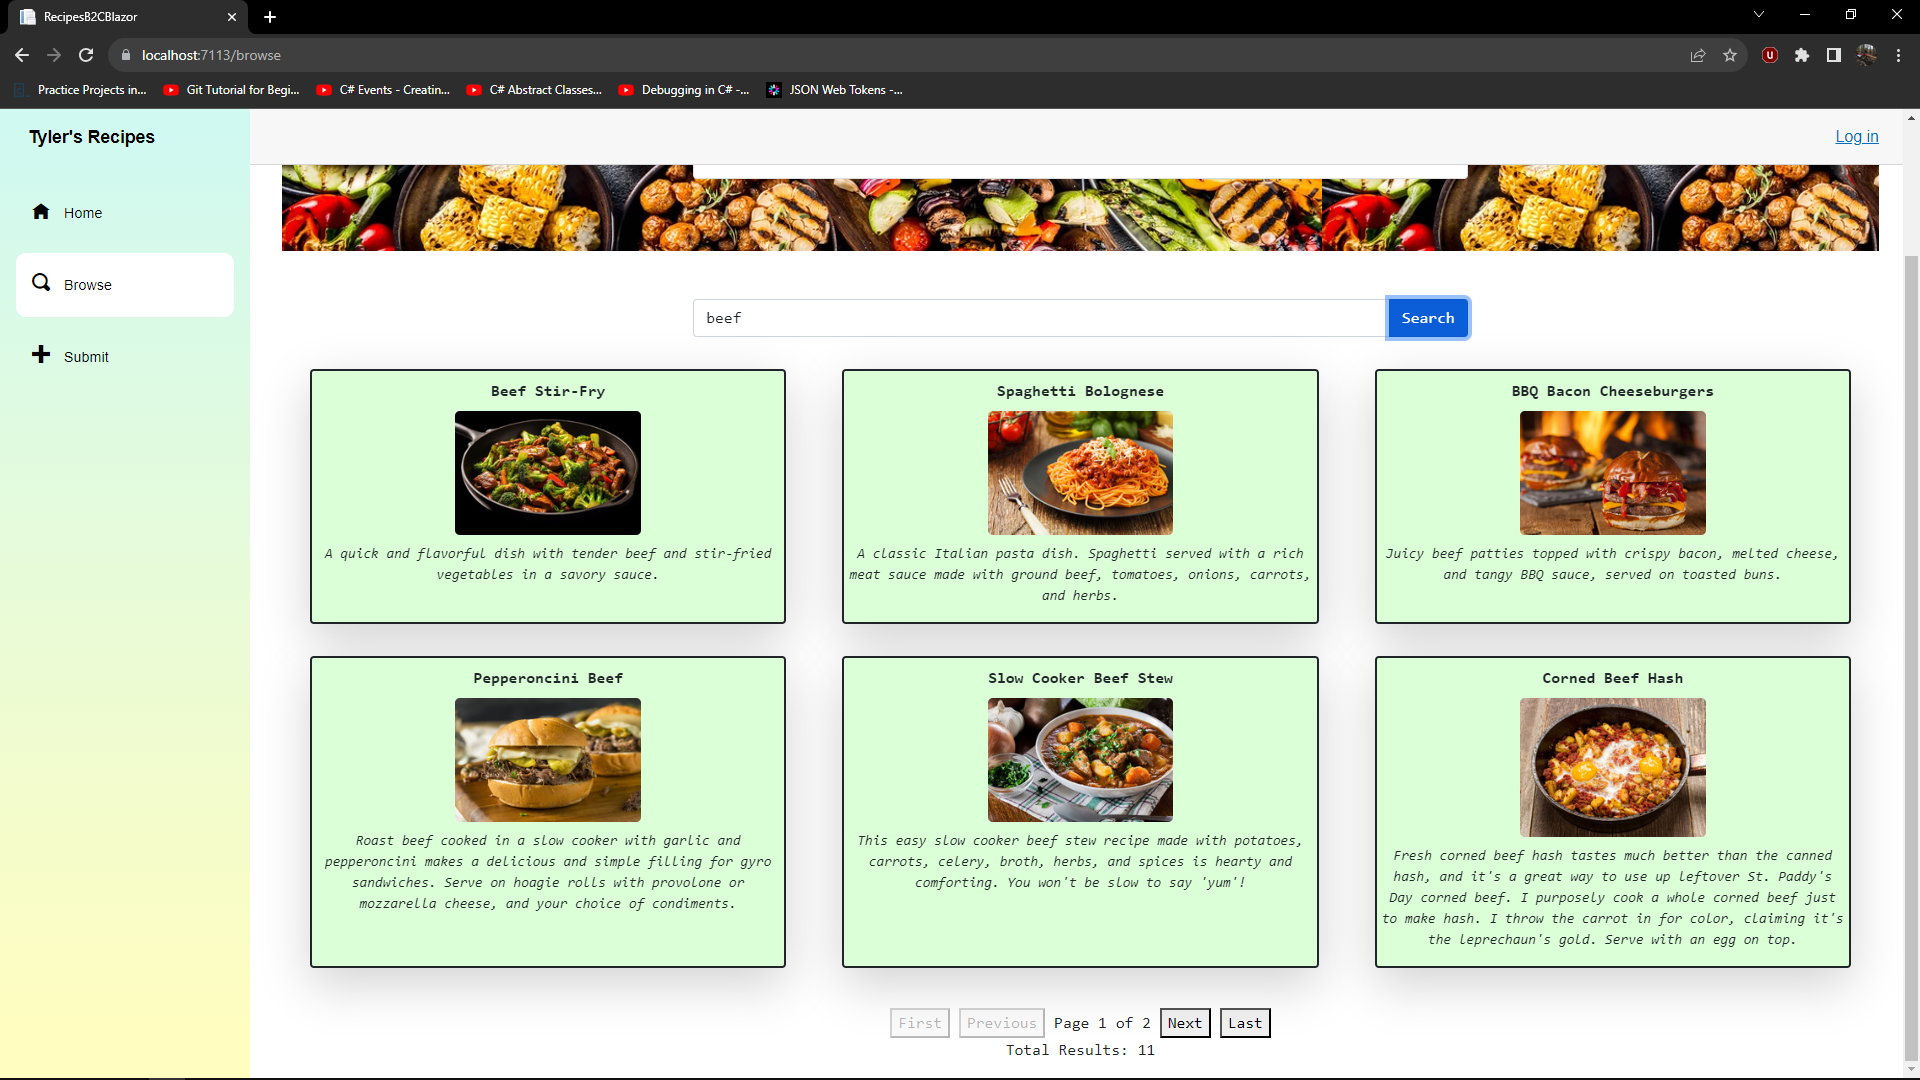 RecipesB2CBlazor
localhost:7113/browse
Practice Projects in...
Git Tutorial for Begi...
C# Events - Creatin...
C# Abstract Classes...
Debugging in C# -...
JSON Web Tokens -...
Tyler's Recipes
Log in
Home
Browse
Submit
beef
Search
Beef Stir-Fry
A quick and flavorful dish with tender beef and stir-fried
vegetables in a savory sauce.
Spaghetti Bolognese
A classic Italian pasta dish. Spaghetti served with a rich
meat sauce made with ground beef, tomatoes, onions, carrots,
and herbs.
BBQ Bacon Cheeseburgers
Juicy beef patties topped with crispy bacon, melted cheese,
and tangy BBQ sauce, served on toasted buns.
Pepperoncini Beef
Roast beef cooked in a slow cooker with garlic and
pepperoncini makes a delicious and simple filling for gyro
sandwiches. Serve on hoagie rolls with provolone or
mozzarella cheese, and your choice of condiments.
Slow Cooker Beef Stew
This easy slow cooker beef stew recipe made with potatoes,
carrots, celery, broth, herbs, and spices is hearty and
comforting. You won't be slow to say 'yum'!
Corned Beef Hash
Fresh corned beef hash tastes much better than the canned
hash, and it's a great way to use up leftover St. Paddy's
Day corned beef. I purposely cook a whole corned beef just
to make hash. I throw the carrot in for color, claiming it's
the leprechaun's gold. Serve with an egg on top.
First Previous Page 1 of 2 Next Last
Total Results: 11